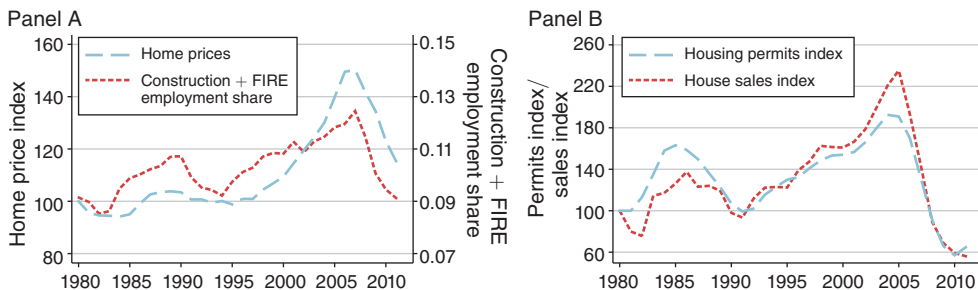 Panel A
Home price index
160
140
120
100
80
Home prices
Construction + FIRE
employment share
0.15
0.13
0.11
0.09
0.07
Construction + FIRE
employment share
1980 1985 1990 1995 2000 2005 2010
Panel B
Permits index/
sales index
260
220
180
140
100
60
Housing permits index
House sales index
1980 1985 1990 1995 2000 2005 2010